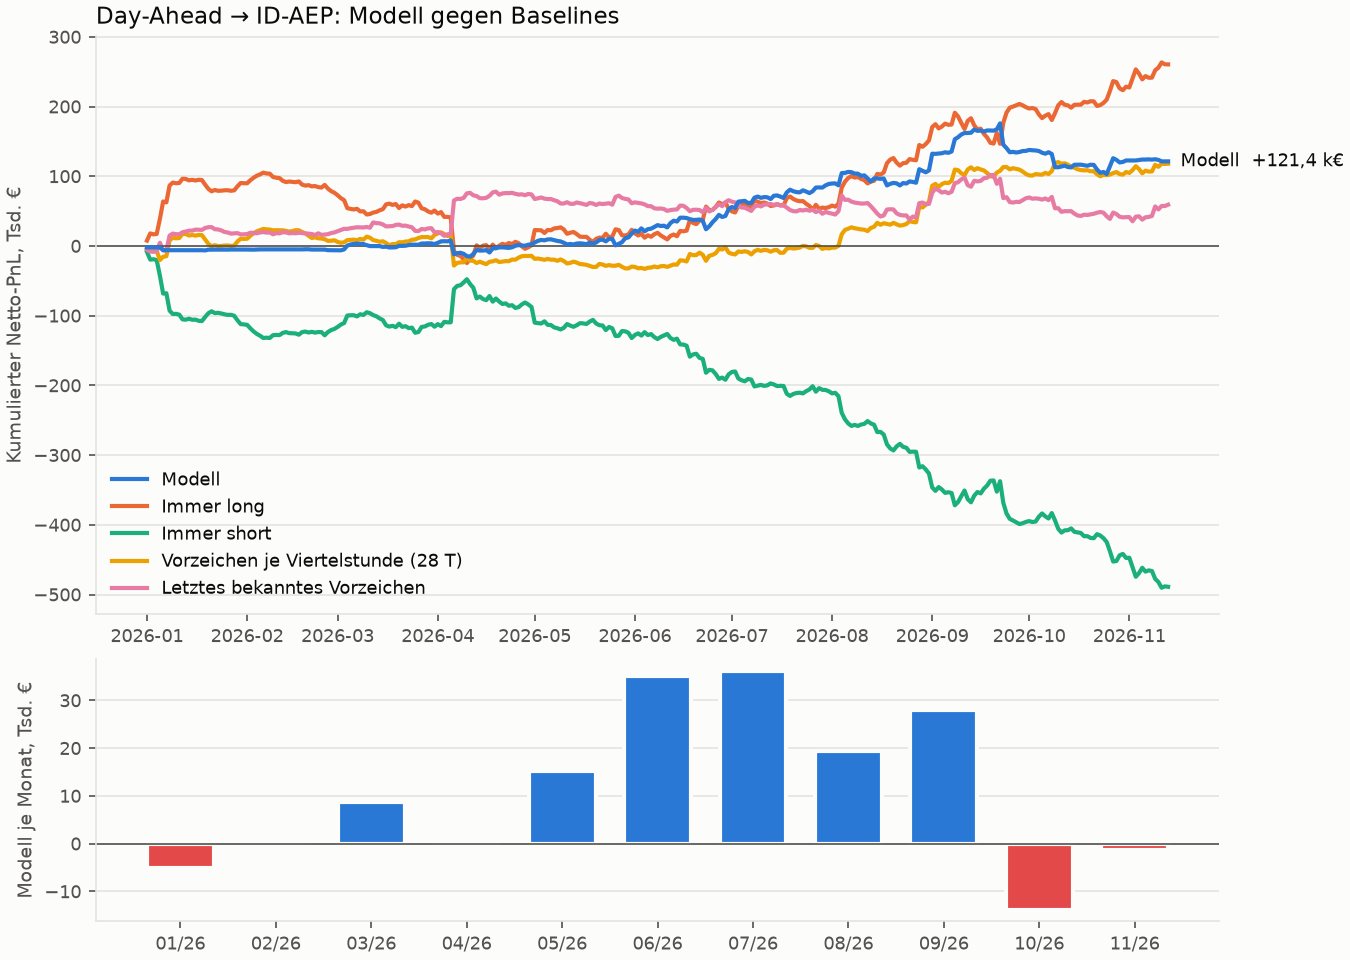 Day-Ahead → ID-AEP: Modell gegen Baselines
Kumulierter Netto-PnL, Tsd. €
300
200
100
0
−100
−200
−300
−400
−500
Modell +121,4 k€
Modell
Immer long
Immer short
Vorzeichen je Viertelstunde (28 T)
Letztes bekanntes Vorzeichen
2026-01 2026-02 2026-03 2026-04 2026-05 2026-06 2026-07 2026-08 2026-09 2026-10 2026-11
Modell je Monat, Tsd. €
30
20
10
0
−10
01/26 02/26 03/26 04/26 05/26 06/26 07/26 08/26 09/26 10/26 11/26